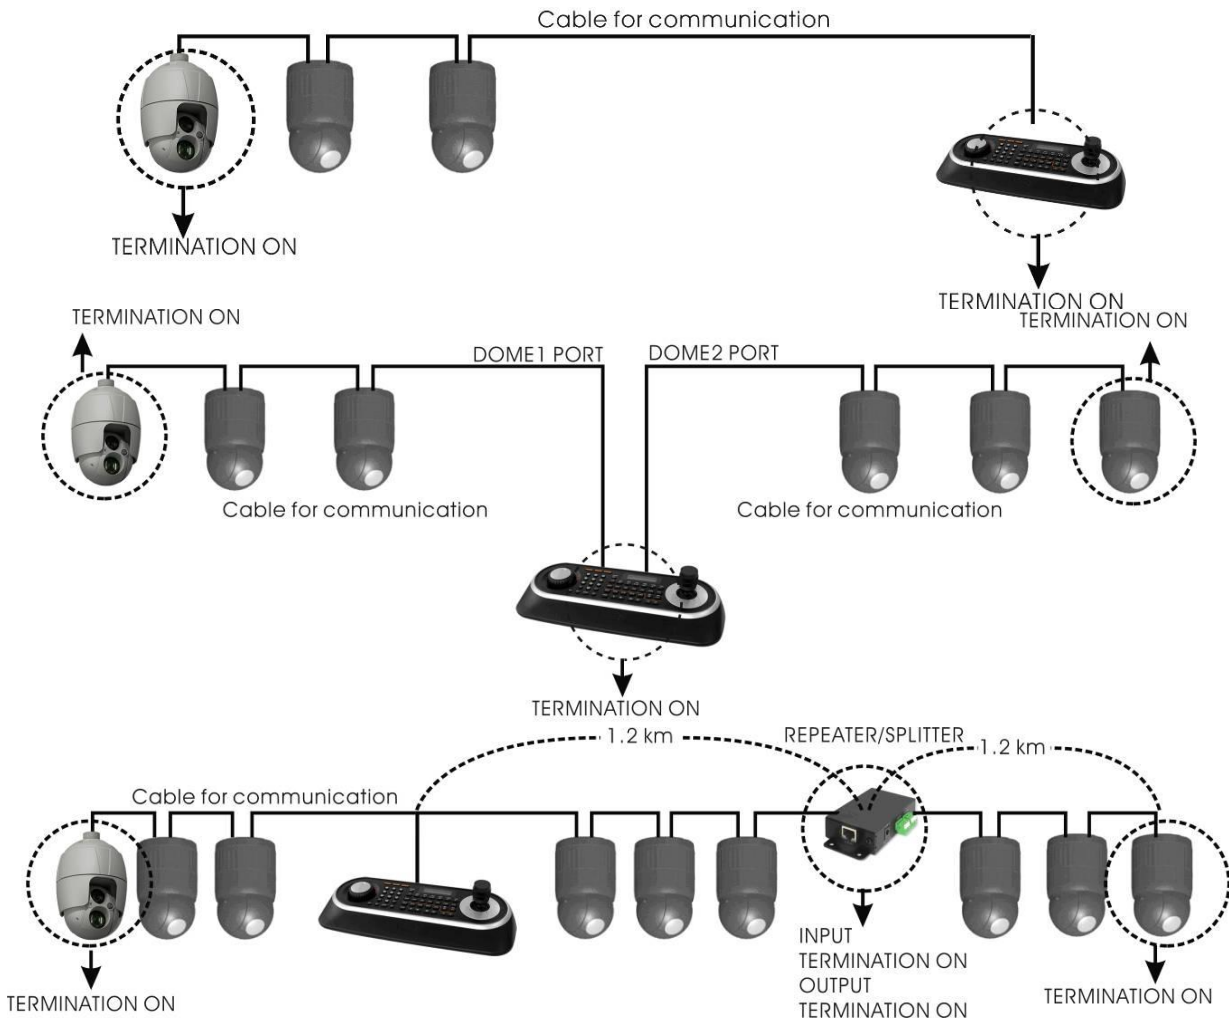 Cable for communication
TERMINATION ON
TERMINATION ON
TERMINATION ON
TERMINATION ON
DOME1 PORT
DOME2 PORT
Cable for communication
Cable for communication
TERMINATION ON
1.2 km
REPEATER/SPLITTER
1.2 km
Cable for communication
INPUT
TERMINATION ON
OUTPUT
TERMINATION ON
TERMINATION ON
TERMINATION ON